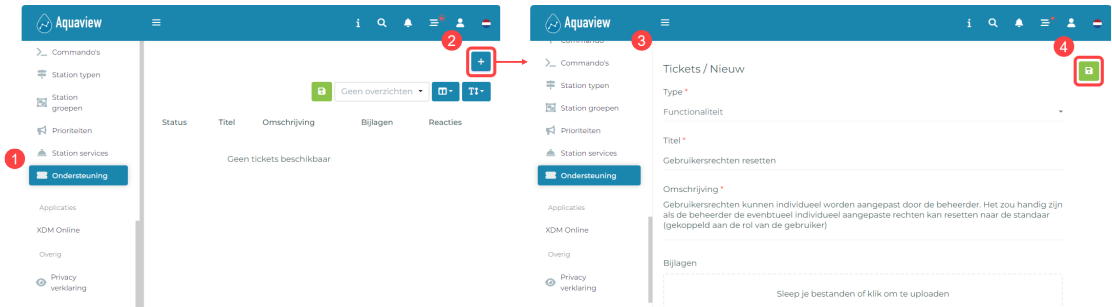 Aquaview
2
Commando's
Station typen
Station
groepen
Prioriteiten
Station services
1
Ondersteuning
Applicaties
XDM Online
Overig
Privacy
verklaring
+
Geen overzichten
Status Titel Omschrijving Bijlagen Reacties
Geen tickets beschikbaar
Aquaview
3
4
Commando's
Station typen
Station groepen
Prioriteiten
Station services
Ondersteuning
Applicaties
XDM Online
Overig
Privacy
verklaring
Tickets / Nieuw
Type *
Functionaliteit
Titel *
Gebruikersrechten resetten
Omschrijving *
Gebruikersrechten kunnen individueel worden aangepast door de beheerder. Het zou handig zijn
als de beheerder de evenbtueel individueel aangepaste rechten kan resetten naar de standaar
(gekoppeld aan de rol van de gebruiker)
Bijlagen
Sleep je bestanden of klik om te uploaden